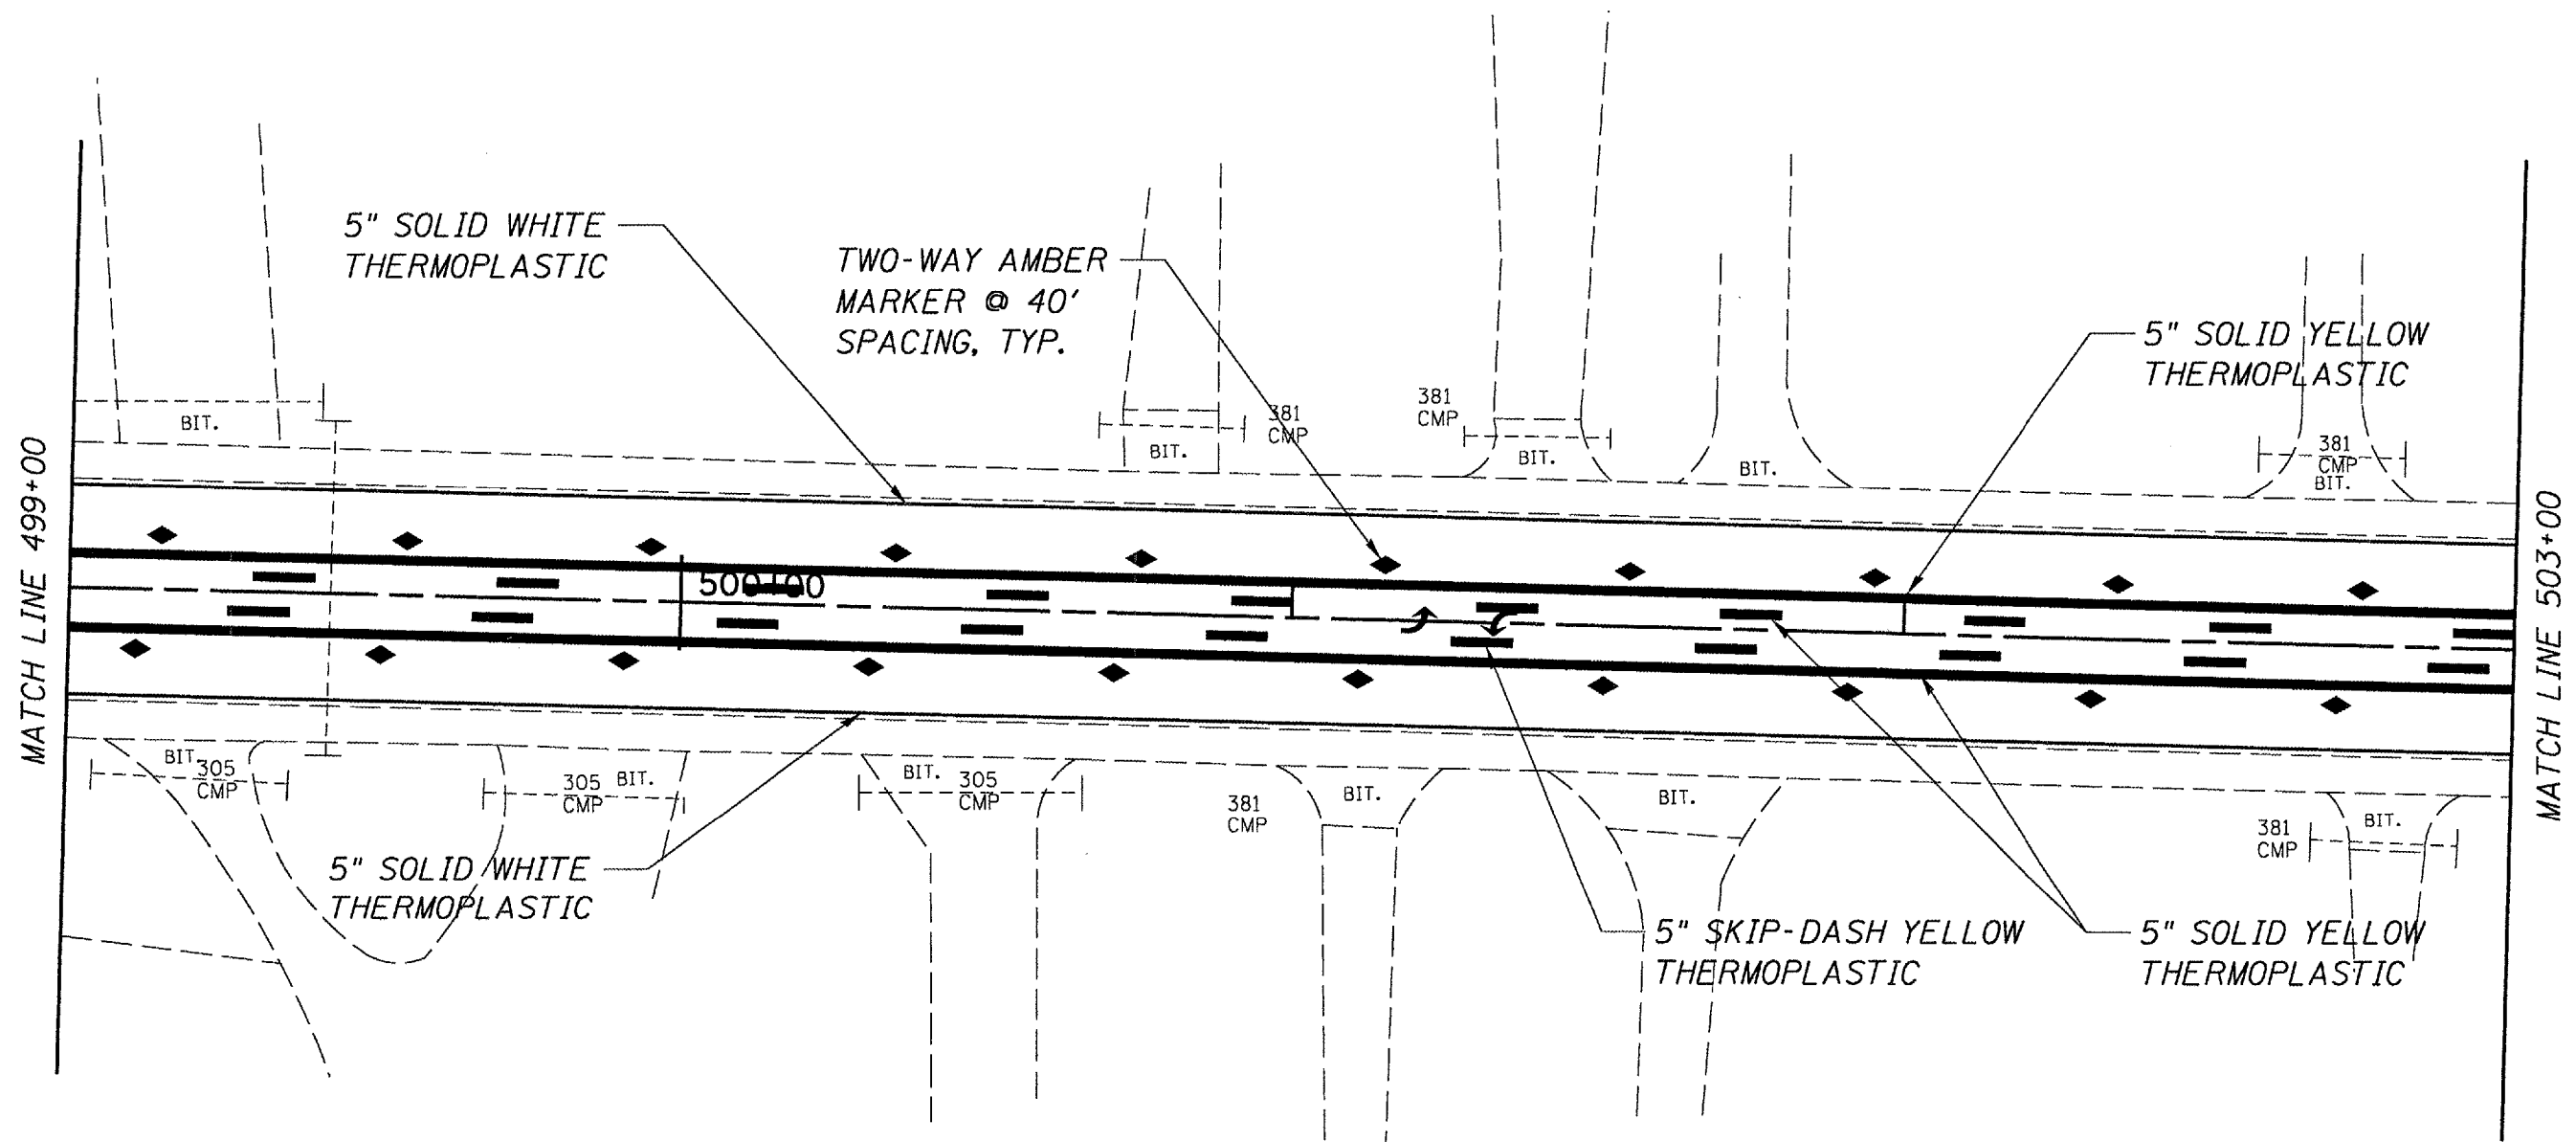 5" SOLID WHITE
THERMOPLASTIC
TWO-WAY AMBER
MARKER @ 40'
SPACING, TYP.
5" SOLID YELLOW
THERMOPLASTIC
BIT.
381
CMP
BIT.
381
CMP
BIT.
BIT.
381
CMP
BIT.
MATCH LINE 499+00
MATCH LINE 503+00
500+00
BIT.
305
CMP
305
CMP
BIT.
BIT.
305
CMP
381
CMP
BIT.
BIT.
381
CMP
BIT.
5" SOLID WHITE
THERMOPLASTIC
5" SKIP-DASH YELLOW
THERMOPLASTIC
5" SOLID YELLOW
THERMOPLASTIC